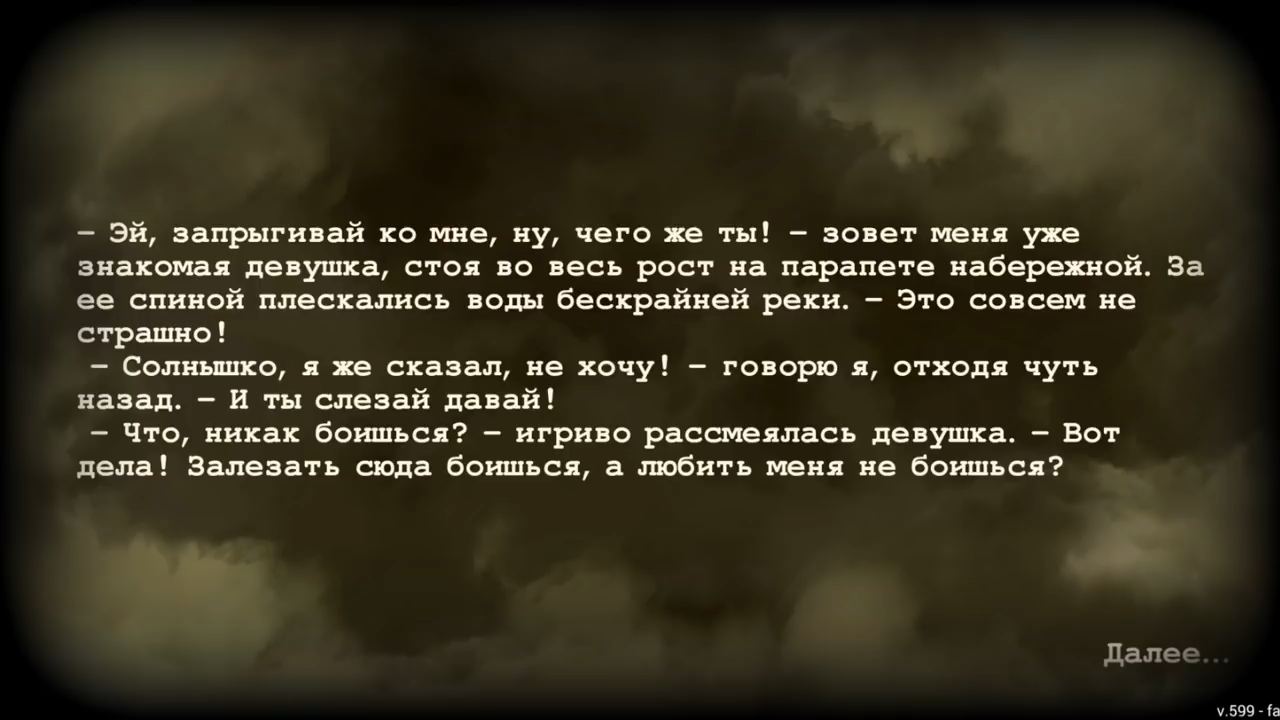 – Эй, запрыгивай ко мне, ну, чего же ты! – зовет меня уже
знакомая девушка, стоя во весь рост на парапете набережной. За
ее спиной плескались воды бескрайней реки. – Это совсем не
страшно!
– Солнышко, я же сказал, не хочу! – говорю я, отходя чуть
назад. – И ты слезай давай!
– Что, никак боишься? – игриво рассмеялась девушка. – Вот
дела! Залезать сюда боишься, а любить меня не боишься?
Далее...
v.599 - fa